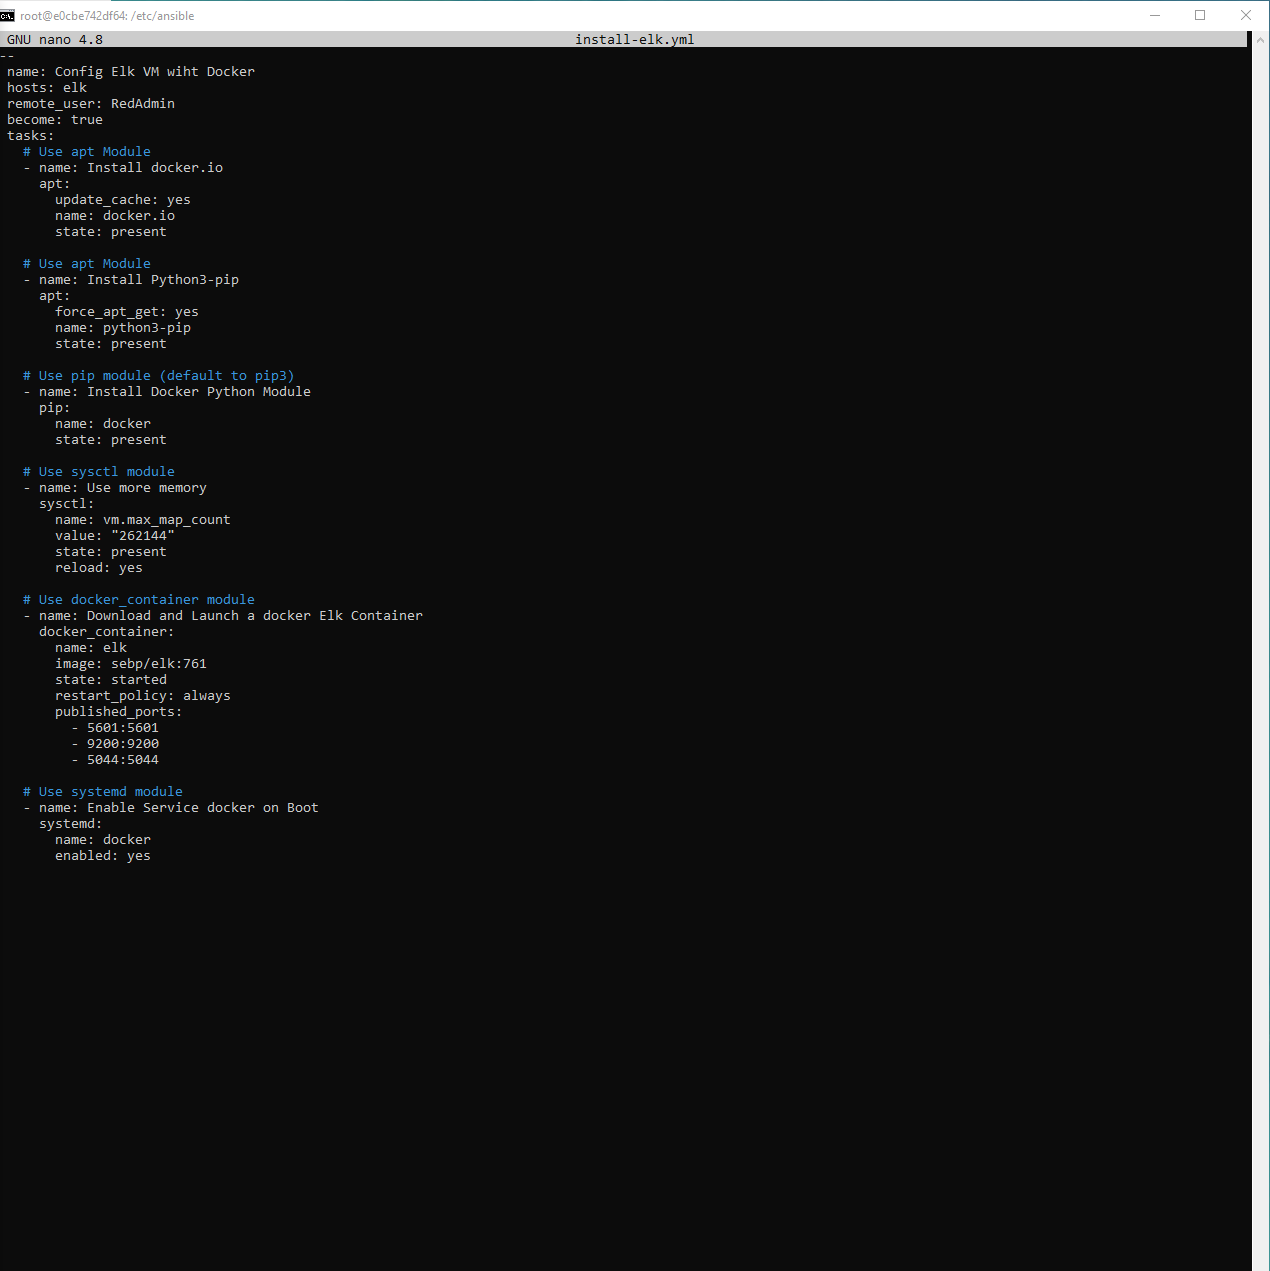 root@e0cbe742df64: /etc/ansible
GNU nano 4.8 install-elk.yml
--
name: Config Elk VM wiht Docker
hosts: elk
remote_user: RedAdmin
become: true
tasks:
  # Use apt Module
  - name: Install docker.io
    apt:
      update_cache: yes
      name: docker.io
      state: present

  # Use apt Module
  - name: Install Python3-pip
    apt:
      force_apt_get: yes
      name: python3-pip
      state: present

  # Use pip module (default to pip3)
  - name: Install Docker Python Module
    pip:
      name: docker
      state: present

  # Use sysctl module
  - name: Use more memory
    sysctl:
      name: vm.max_map_count
      value: "262144"
      state: present
      reload: yes

  # Use docker_container module
  - name: Download and Launch a docker Elk Container
    docker_container:
      name: elk
      image: sebp/elk:761
      state: started
      restart_policy: always
      published_ports:
        - 5601:5601
        - 9200:9200
        - 5044:5044

  # Use systemd module
  - name: Enable Service docker on Boot
    systemd:
      name: docker
      enabled: yes